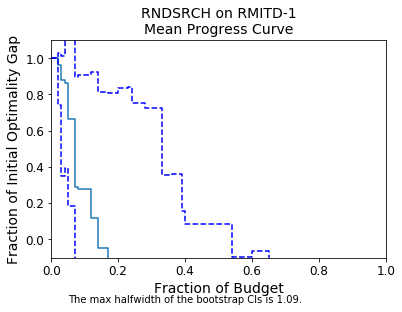 RNDSRCH on RMITD-1
Mean Progress Curve
Fraction of Initial Optimality Gap
1.0
0.8
0.6
0.4
0.2
0.0
0.0 0.2 0.4 0.6 0.8 1.0
Fraction of Budget
The max halfwidth of the bootstrap CIs is 1.09.